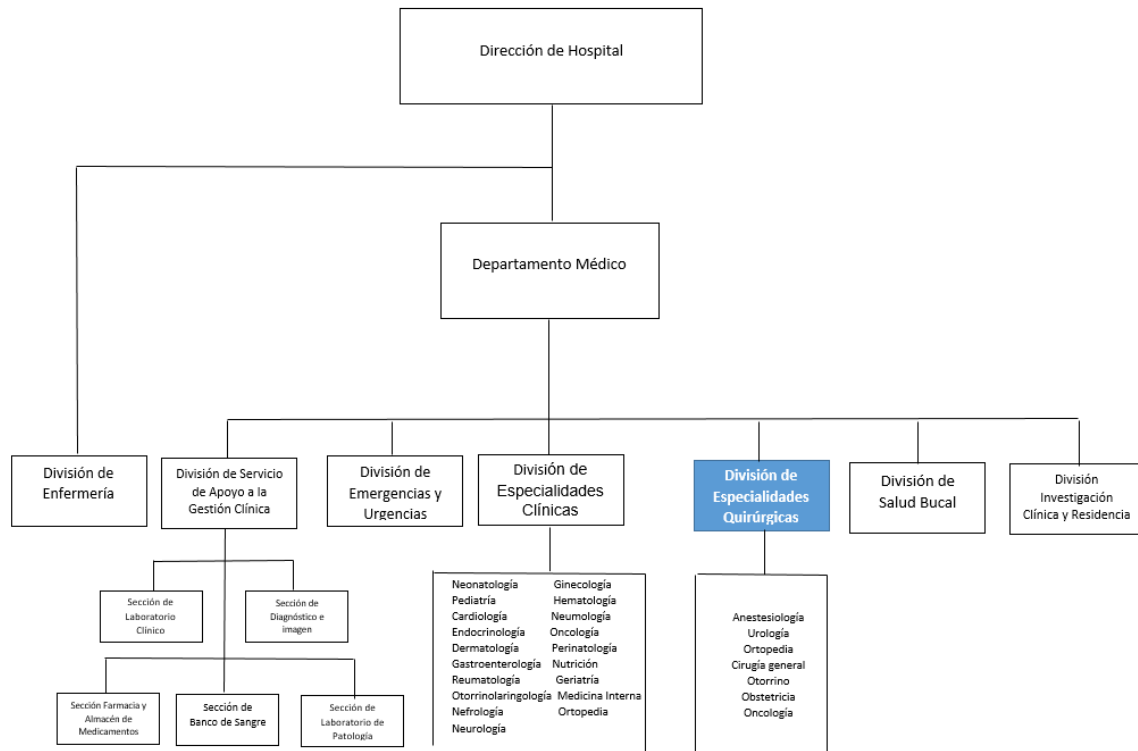 Dirección de Hospital
Departamento Médico
División de
Enfermería
División de Servicio
de Apoyo a la
Gestión Clínica
División de
Emergencias y
Urgencias
División de
Especialidades
Clínicas
División de
Especialidades
Quirúrgicas
División de
Salud Bucal
División
Investigación
Clínica y Residencia
Sección de
Laboratorio
Clínico
Sección de
Diagnóstico e
imagen
Sección Farmacia y
Almacén de
Medicamentos
Sección de
Banco de Sangre
Sección de
Laboratorio de
Patología
Neonatología Ginecología
Pediatría Hematología
Cardiología Neumología
Endocrinología Oncología
Dermatología Perinatología
Gastroenterología Nutrición
Reumatología Geriatría
Otorrinolaringología Medicina Interna
Nefrología Ortopedia
Neurología
Anestesiología
Urología
Ortopedia
Cirugía general
Otorrino
Obstetricia
Oncología